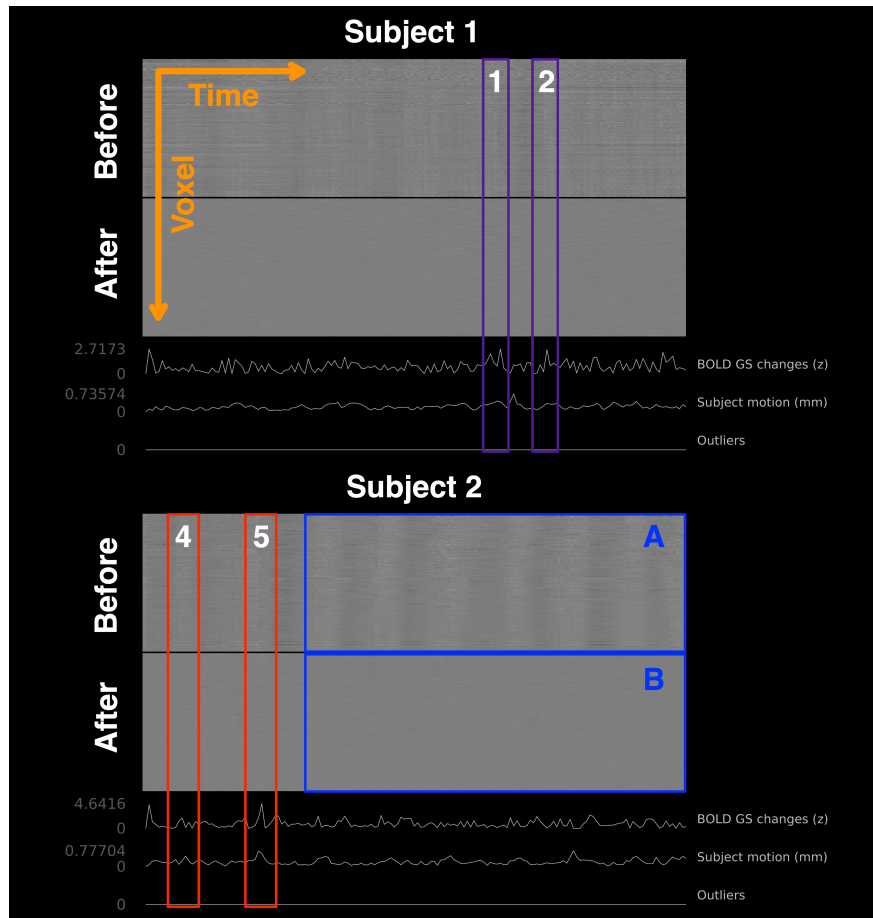 Subject 1
Before
Time
Voxel
1
2
After
2.7173
0
BOLD GS changes (z)
0.73574
0
Subject motion (mm)
Outliers
0
Subject 2
Before
4
5
A
After
B
4.6416
0
BOLD GS changes (z)
0.77704
0
Subject motion (mm)
Outliers
0